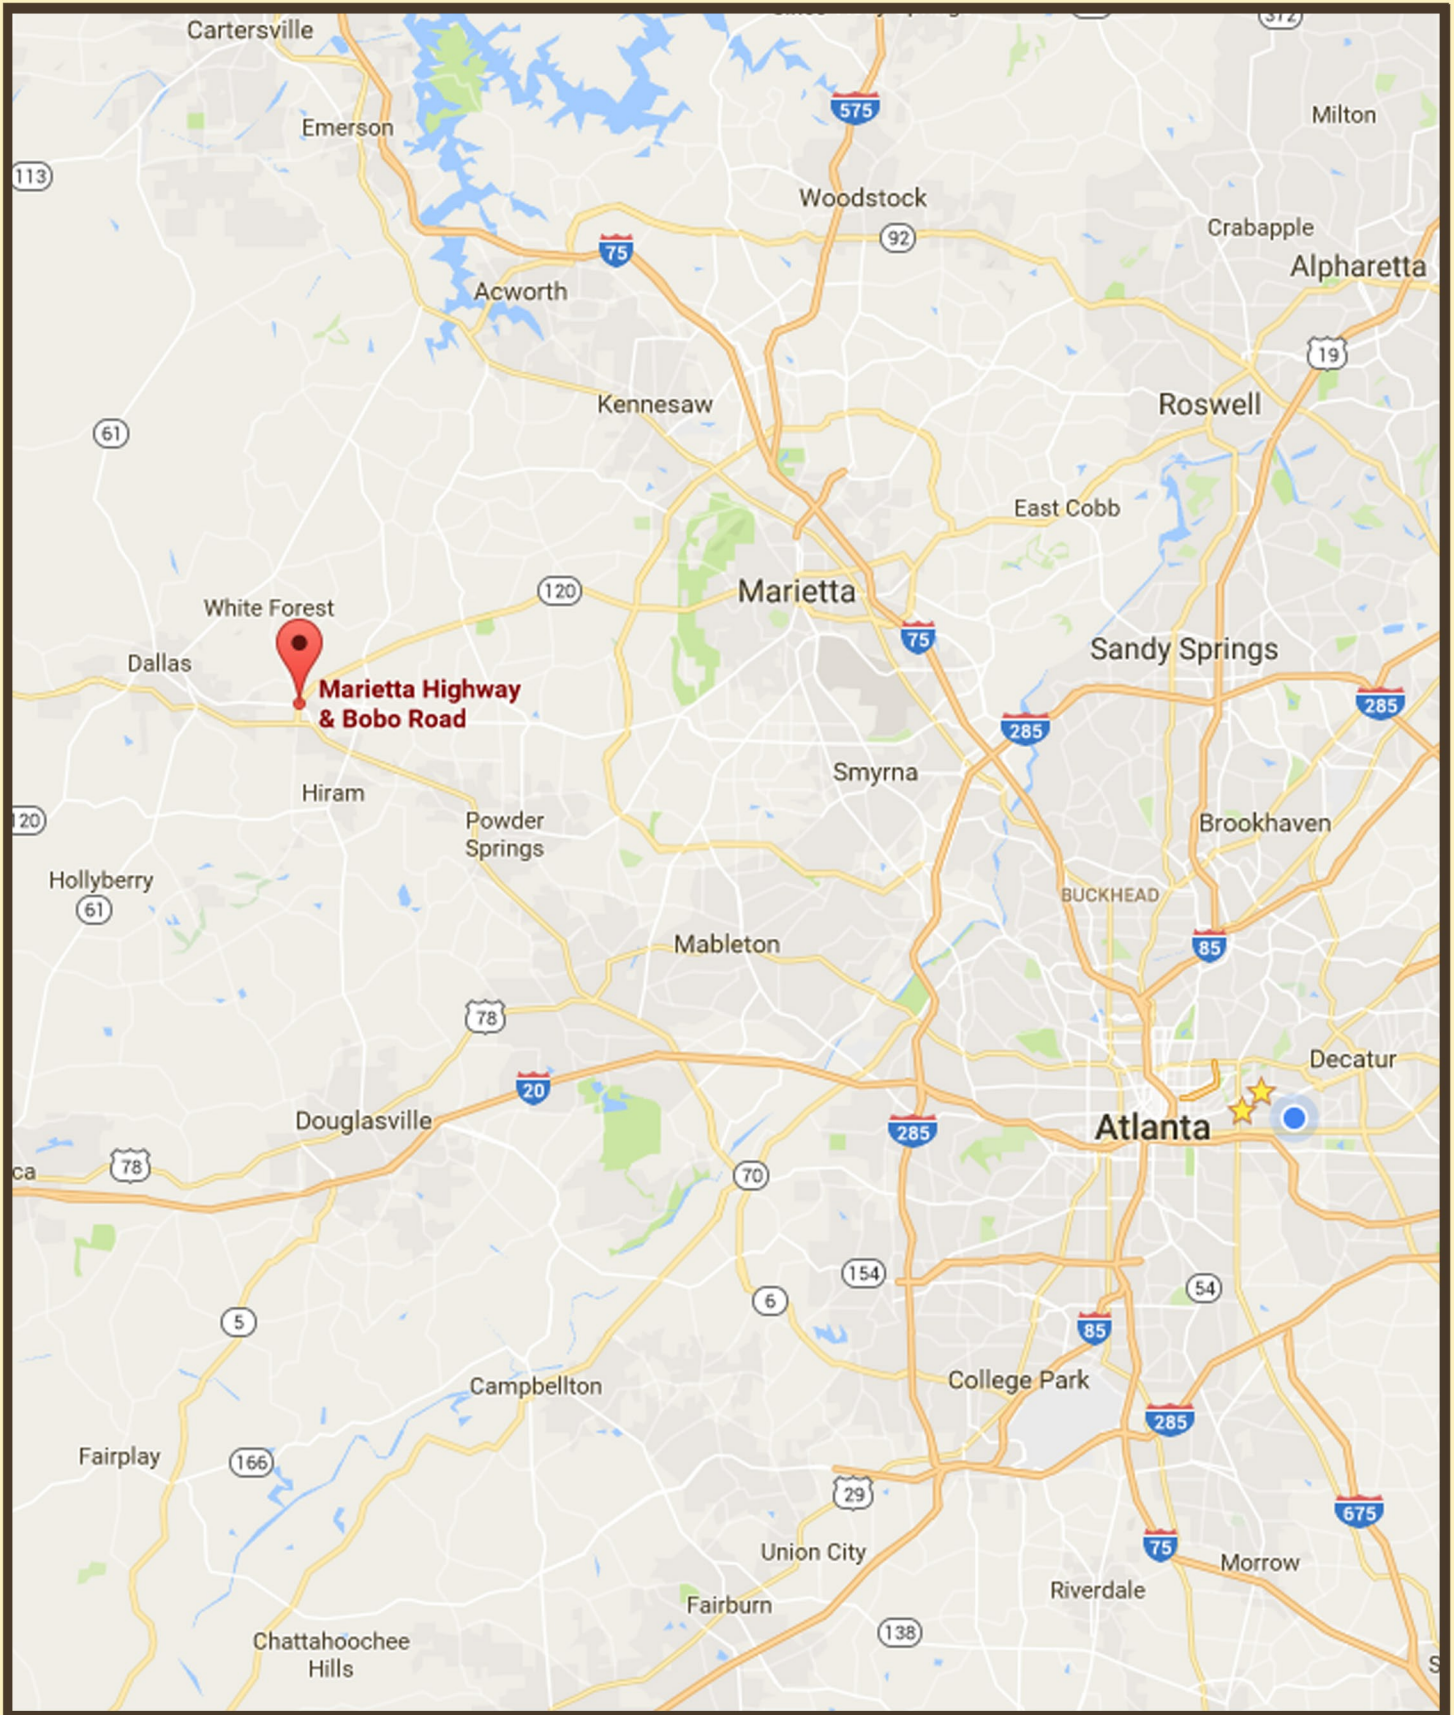 372
Cartersville
575
Milton
Emerson
113
Woodstock
92
Crabapple
75
Alpharetta
Acworth
19
Kennesaw
Roswell
61
East Cobb
120
Marietta
White Forest
75
Sandy Springs
Dallas
Marietta Highway
& Bobo Road
285
285
Smyrna
Hiram
Powder
Springs
120
Brookhaven
Hollyberry
BUCKHEAD
61
85
Mableton
78
Decatur
20
Douglasville
Atlanta
285
78
ca
70
154
54
6
5
85
College Park
Campbellton
285
Fairplay
166
29
675
75
Union City
Morrow
Riverdale
Fairburn
138
Chattahoochee
Hills
S